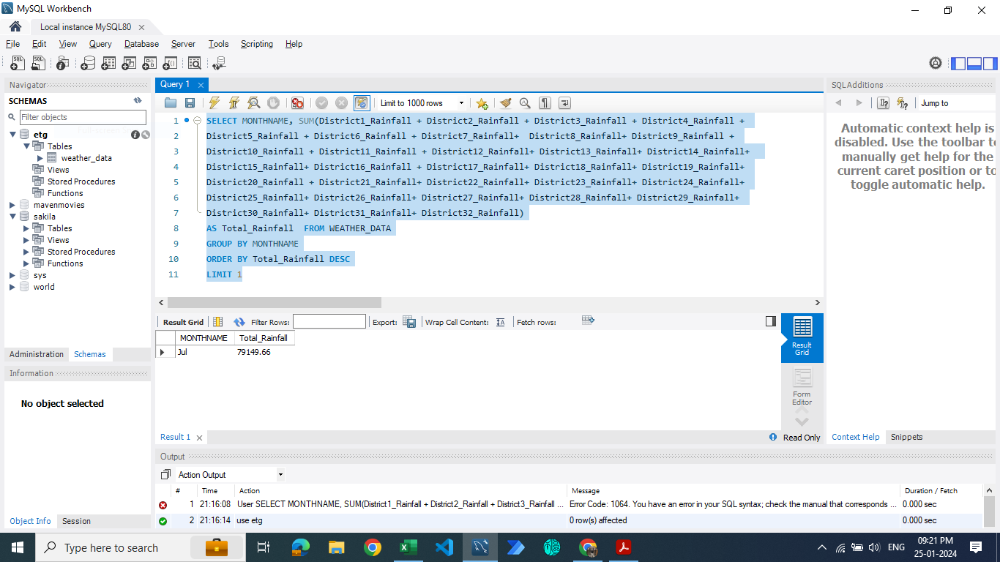 MySQL Workbench
Local instance MySQL80
File Edit View Query Database Server Tools Scripting Help
Navigator
SCHEMAS
Filter objects
etg
Tables
weather_data
Views
Stored Procedures
Functions
mavenmovies
sakila
Tables
Views
Stored Procedures
Functions
sys
world
Administration Schemas
Information
No object selected
Object Info Session
Query 1
Limit to 1000 rows
1 SELECT MONTHNAME, SUM(District1_Rainfall + District2_Rainfall + District3_Rainfall + District4_Rainfall +
2 District5_Rainfall + District6_Rainfall + District7_Rainfall+  District8_Rainfall+ District9_Rainfall +
3 District10_Rainfall + District11_Rainfall + District12_Rainfall+ District13_Rainfall+ District14_Rainfall+
4 District15_Rainfall+ District16_Rainfall + District17_Rainfall+ District18_Rainfall+ District19_Rainfall+
5 District20_Rainfall + District21_Rainfall+ District22_Rainfall+ District23_Rainfall+ District24_Rainfall+
6 District25_Rainfall+ District26_Rainfall+ District27_Rainfall+ District28_Rainfall+ District29_Rainfall+
7 District30_Rainfall+ District31_Rainfall+ District32_Rainfall)
8 AS Total_Rainfall  FROM WEATHER_DATA
9 GROUP BY MONTHNAME
10 ORDER BY Total_Rainfall DESC
11 LIMIT 1
Result Grid Filter Rows: Export: Wrap Cell Content: Fetch rows:
MONTHNAME Total_Rainfall
Jul 79149.66
Result Grid
Form Editor
Result 1
Read Only
SQLAdditions
Jump to
Automatic context help is
disabled. Use the toolbar to
manually get help for the
current caret position or to
toggle automatic help.
Context Help Snippets
Output
Action Output
# Time Action Message Duration / Fetch
1 21:16:08 User SELECT MONTHNAME, SUM(District1_Rainfall + District2_Rainfall + District3_Rainfall ... Error Code: 1064. You have an error in your SQL syntax; check the manual that corresponds ... 0.000 sec
2 21:16:14 use etg 0 row(s) affected 0.000 sec
Type here to search
ENG
09:21 PM
25-01-2024